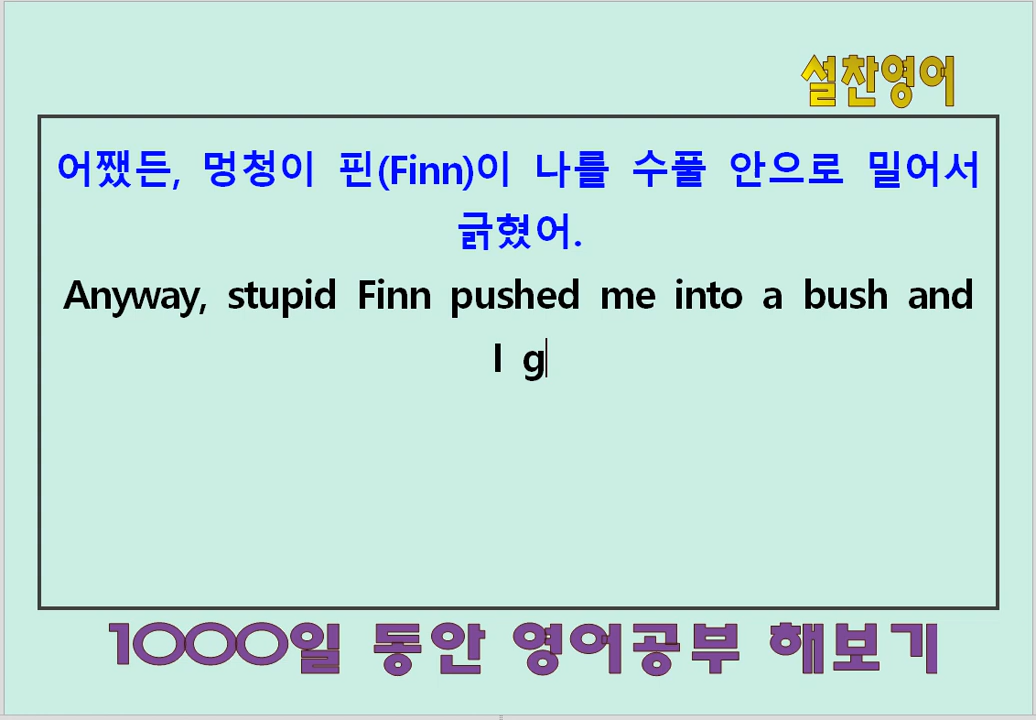 설찬영어
어쨌든, 멍청이 핀(Finn)이 나를 수풀 안으로 밀어서
긁혔어.
Anyway, stupid Finn pushed me into a bush and
I g
1000일 동안 영어공부 해보기